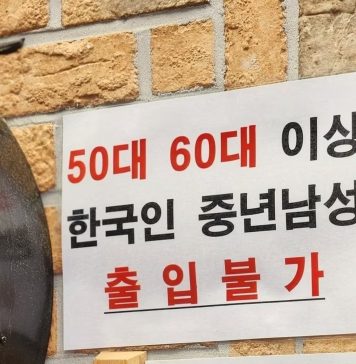 50대 60대 이상
한국인 중년남성
출입불가